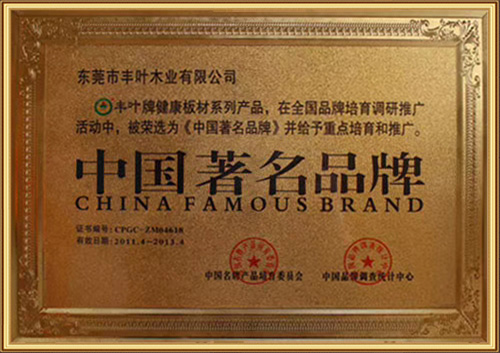 东莞市丰叶木业有限公司
丰叶牌健康板材系列产品，在全国品牌培育调研推广
活动中，被荣选为《中国著名品牌》并给予重点培育和推广。
中国著名品牌
CHINA FAMOUS BRAND
证书编号：CPGC-ZM04618
有效日期：2011.4-2013.4
中国名牌产品培育委员会
中国品牌调查统计中心